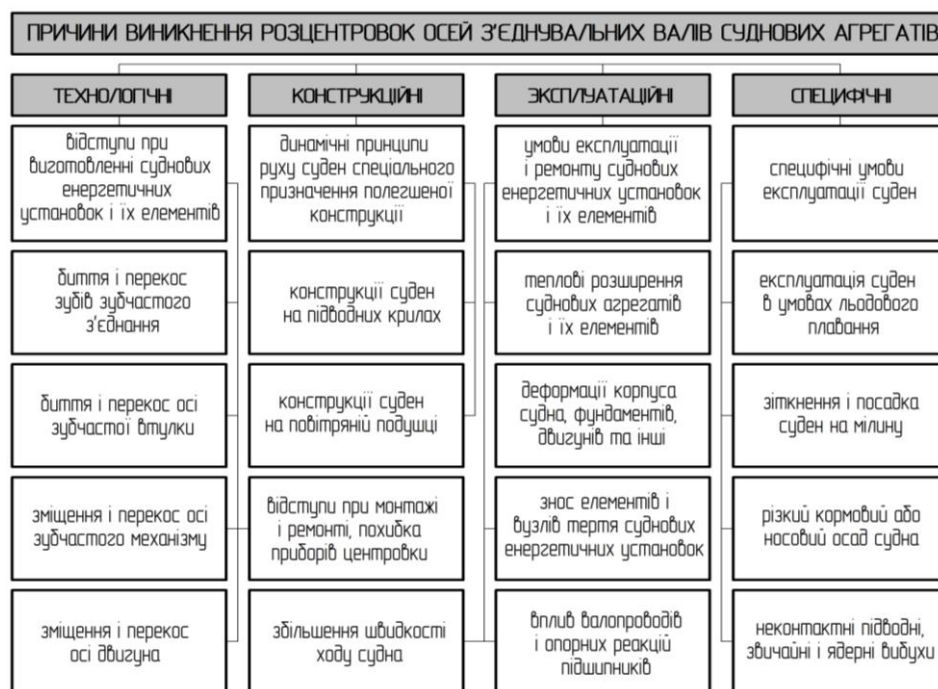 ПРИЧИНИ ВИНИКНЕННЯ РОЗЦЕНТРОВОК ОСЕЙ З'ЄДНУВАЛЬНИХ ВАЛІВ СУДНОВИХ АГРЕГАТІВ
ТЕХНОЛОГІЧНІ
відступи при
виготовленні суднових
енергетичних
установок і їх елементів
биття і перекос
зубів зубчастого
з'єднання
биття і перекос осі
зубчастої втулки
зміщення і перекос осі
зубчастого механізму
зміщення і перекос
осі двигуна
КОНСТРУКЦІЙНІ
динамічні принципи
руху суден спеціального
призначення полегшеної
конструкції
конструкції суден
на підводних крилах
конструкції суден
на повітряній подушці
відступи при монтажі
і ремонті, похибка
приборів центровки
збільшення швидкості
ходу судна
ЭКСПЛУАТАЦІЙНІ
умови експлуатації
і ремонту суднових
енергетичних установок
і їх елементів
теплові розширення
суднових агрегатів
і їх елементів
деформації корпуса
судна, фундаментів,
двигунів та інші
знос елементів і
вузлів тертя суднових
енергетичних установок
вплив валопроводів
і опорних реакцій
підшипників
СПЕЦИФІЧНІ
специфічні умови
експлуатації суден
експлуатація суден
в умовах льодового
плавання
зіткнення і посадка
суден на мілину
різкий кормовий або
носовий осад судна
неконтактні підводні,
звичайні і ядерні вибухи